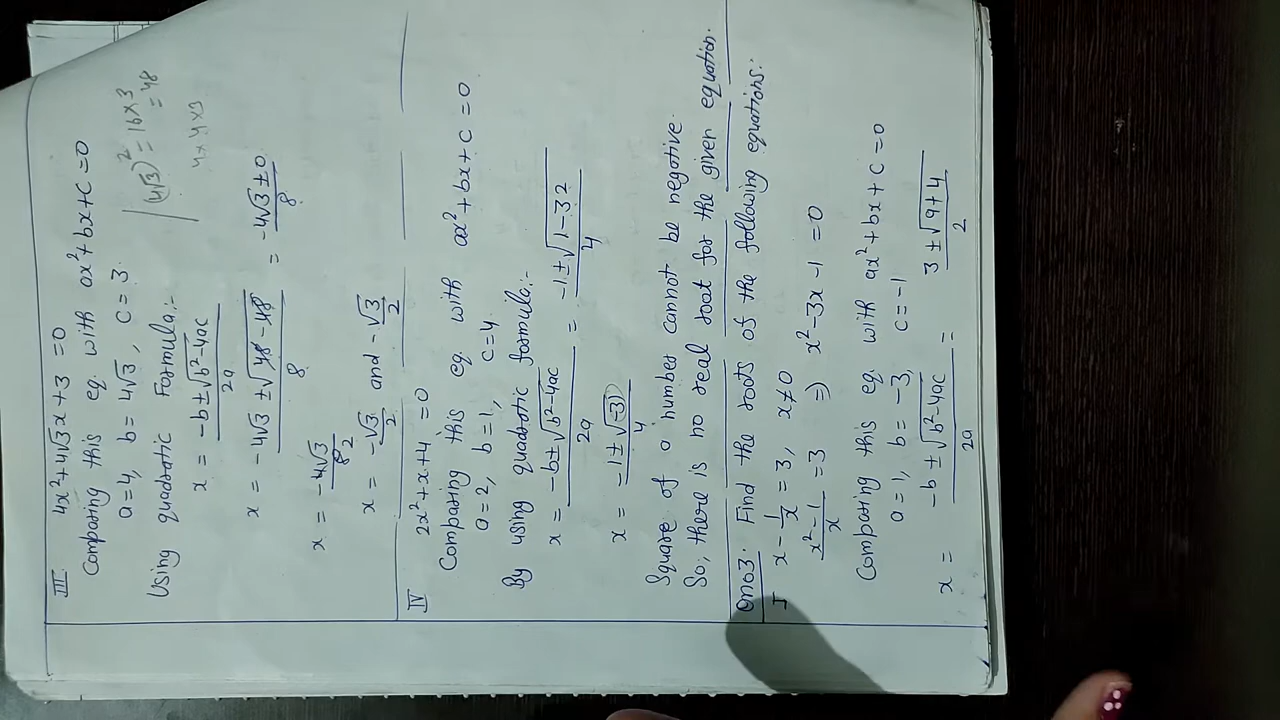 III 4x²+4√3x+3=0
Comparing this eq. with ax²+bx+c=0
a=4, b=4√3, c=3.
(4√3)²=16×3
=48
4×4×3
Using quadratic Formula:-
x = -b±√b²-4ac / 2a
x = -4√3 ±√48-48 / 8 = -4√3±0 / 8
x = -4√3 / 8 2
x = -√3/2 and -√3/2
IV 2x²+x+4=0
Comparing this eq. with ax²+bx+c=0
a=2, b=1, c=4.
By using quadratic formula:-
x = -b±√b²-4ac / 2a = -1±√1-32 / 4
x = -1±√(-31) / 4
Square of a number cannot be negative.
So, there is no real root for the given equation.
Qno3. Find the roots of the following equations:
I x-1/x=3, x≠0
x²-1 / x =3 ⇒ x²-3x-1=0
Comparing this eq. with ax²+bx+c=0
a=1, b=-3, c=-1
x = -b±√b²-4ac / 2a = 3±√9+4 / 2